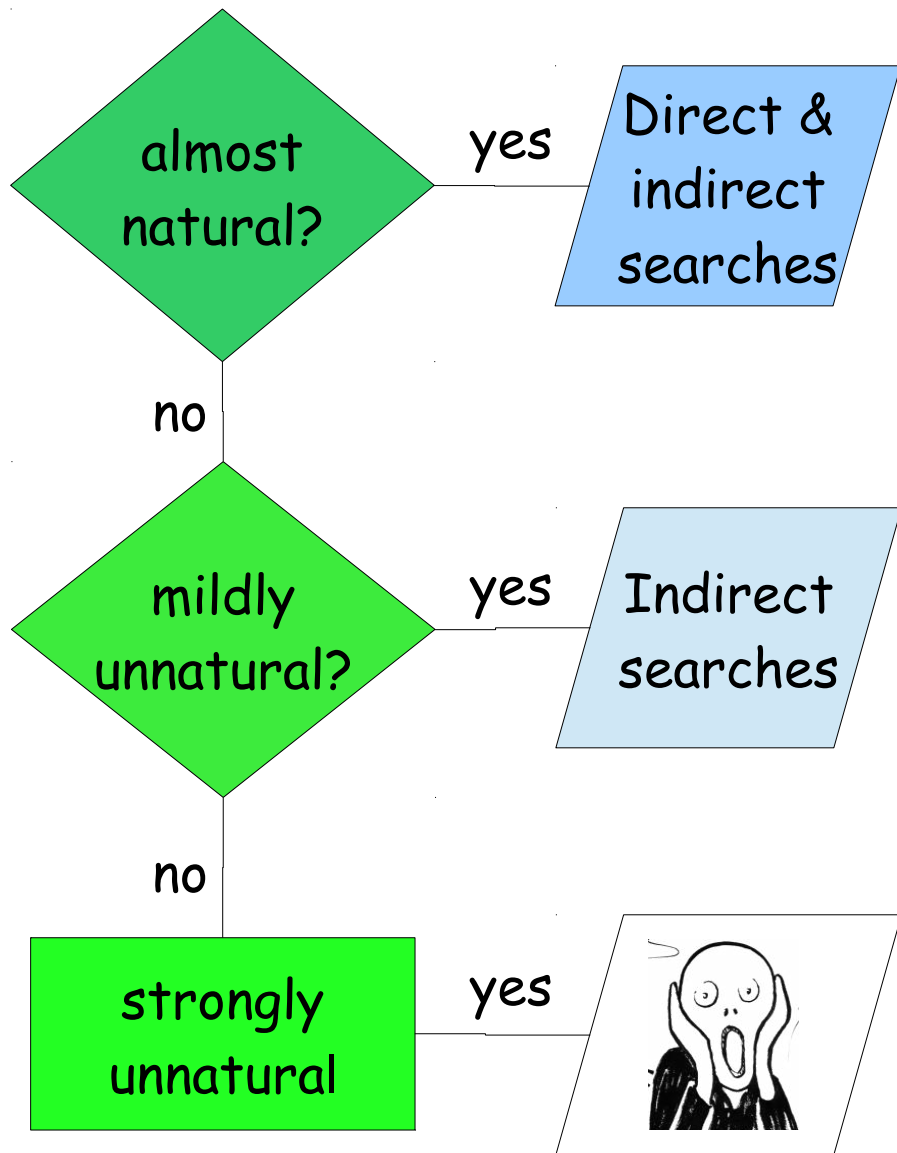 almost
natural?
yes
Direct &
indirect
searches
no
mildly
unnatural?
yes
Indirect
searches
no
strongly
unnatural
yes